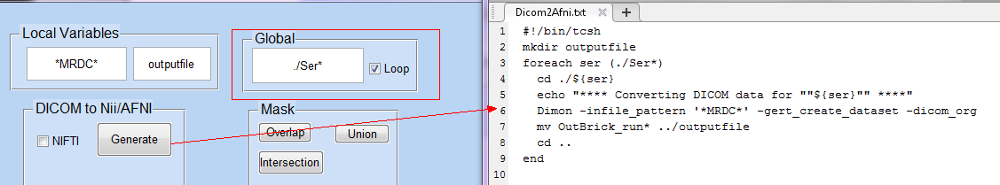 Local Variables
*MRDC*
outputfile
Global
./Ser*
Loop
DICOM to Nii/AFNI
NIFTI
Generate
Mask
Overlap
Union
Intersection
Dicom2Afni.txt
1 #!/bin/tcsh
2 mkdir outputfile
3 foreach ser (./Ser*)
4 cd ./${ser}
5 echo "**** Converting DICOM data for ""${ser}"" ****"
6 Dimon -infile_pattern '*MRDC*' -gert_create_dataset -dicom_org
7 mv OutBrick_run* ../outputfile
8 cd ..
9 end
10